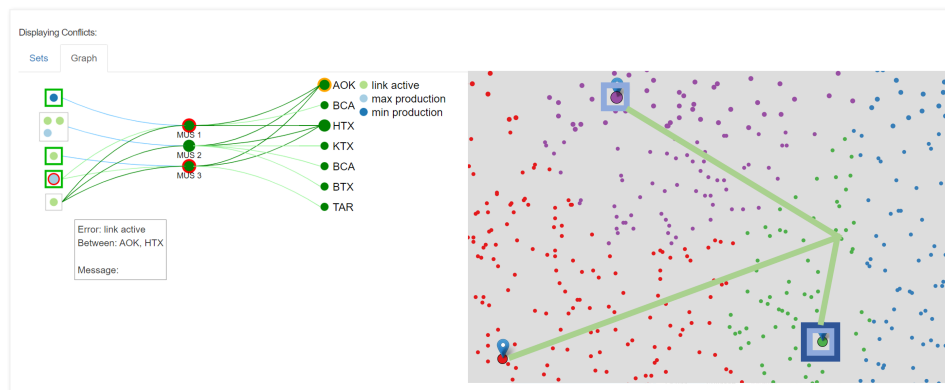 Displaying Conflicts:
Sets
Graph
AOK
link active
BCA
max production
HTX
min production
MUS 1
KTX
MUS 2
BCA
MUS 3
BTX
TAR
Error: link active
Between: AOK, HTX
Message: